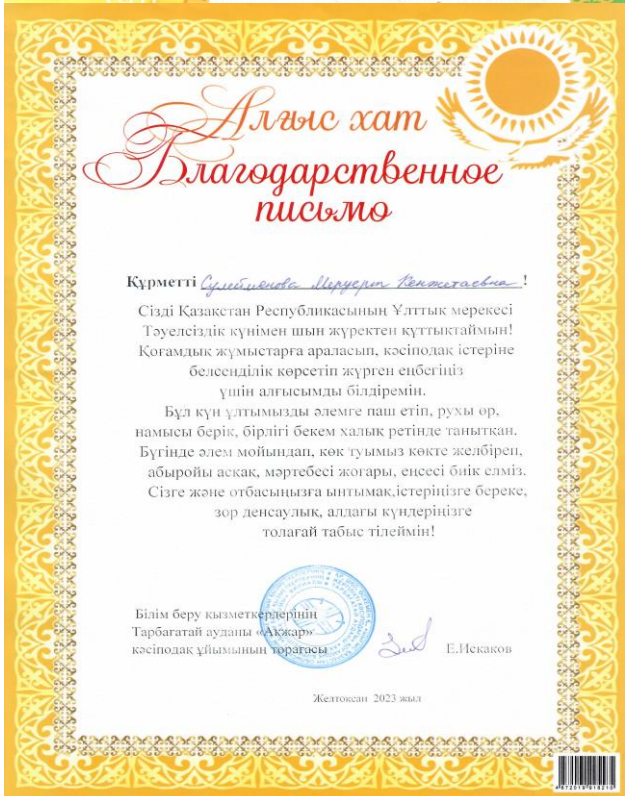 Алғыс хат
Благодарственное
письмо
Құрметті Сулейменова Меруерт Кенжетаевна !
Сізді Қазақстан Республикасының Ұлттық мерекесі
Тәуелсіздік күнімен шын жүректен құттықтаймын!
Қоғамдық жұмыстарға араласып, кәсіподақ істеріне
белсенділік көрсетіп жүрген еңбегіңіз
үшін алғысымды білдіремін.
Бұл күн ұлтымызды әлемге паш етіп, рухы өр,
намысы берік, бірлігі бекем халық ретінде танытқан.
Бүгінде әлем мойындап, көк туымыз көкте желбіреп,
абыройы асқақ, мәртебесі жоғары, еңсесі биік елміз.
Сізге және отбасыңызға ынтымақ,істеріңізге береке,
зор денсаулық, алдағы күндеріңізге
толағай табыс тілеймін!
Білім беру қызметкерлерінің
Тарбағатай ауданы «Ақжар»
кәсіподақ ұйымының төрағасы Е.Искаков
Желтоқсан 2023 жыл